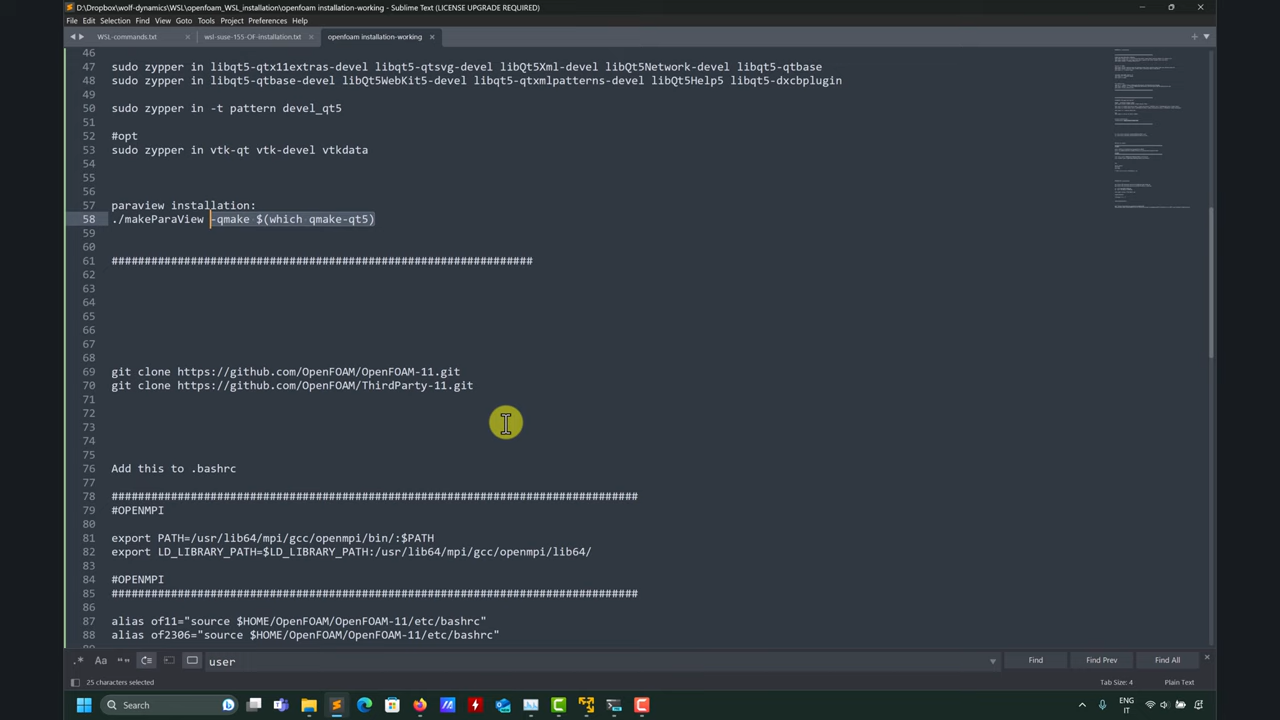 D:\Dropbox\wolf-dynamics\WSL\installation\openfoam_WSL_installation\openfoam installation-working - Sublime Text (LICENSE UPGRADE REQUIRED)
File Edit Selection Find View Goto Tools Project Preferences Help
WSL-commands.txt × wsl-suse-155-OF-installation.txt × openfoam installation-working ×
46
47 sudo zypper in libqt5-qtx11extras-devel libqt5-qtsvg-devel libQt5Xml-devel libQt5Network-devel libqt5-qtbase
48 sudo zypper in libqt5-qtbase-devel libQt5WebKit5-devel libqt5-qtxmlpatterns-devel libQt5Help5 libqt5-dxcbplugin
49
50 sudo zypper in -t pattern devel_qt5
51
52 #opt
53 sudo zypper in vtk-qt vtk-devel vtkdata
54
55
56
57 paraview installation:
58 ./makeParaView -qmake $(which qmake-qt5)
59
60
61 ################################################################
62
63
64
65
66
67
68
69 git clone https://github.com/OpenFOAM/OpenFOAM-11.git
70 git clone https://github.com/OpenFOAM/ThirdParty-11.git
71
72
73
74
75
76 Add this to .bashrc
77
78 ################################################################################
79 #OPENMPI
80
81 export PATH=/usr/lib64/mpi/gcc/openmpi/bin/:$PATH
82 export LD_LIBRARY_PATH=$LD_LIBRARY_PATH:/usr/lib64/mpi/gcc/openmpi/lib64/
83
84 #OPENMPI
85 ################################################################################
86
87 alias of11="source $HOME/OpenFOAM/OpenFOAM-11/etc/bashrc"
88 alias of2306="source $HOME/OpenFOAM/OpenFOAM-11/etc/bashrc"
.* Aa “” user Find Find Prev Find All ×
25 characters selected Tab Size: 4 Plain Text
Search ENG
IT